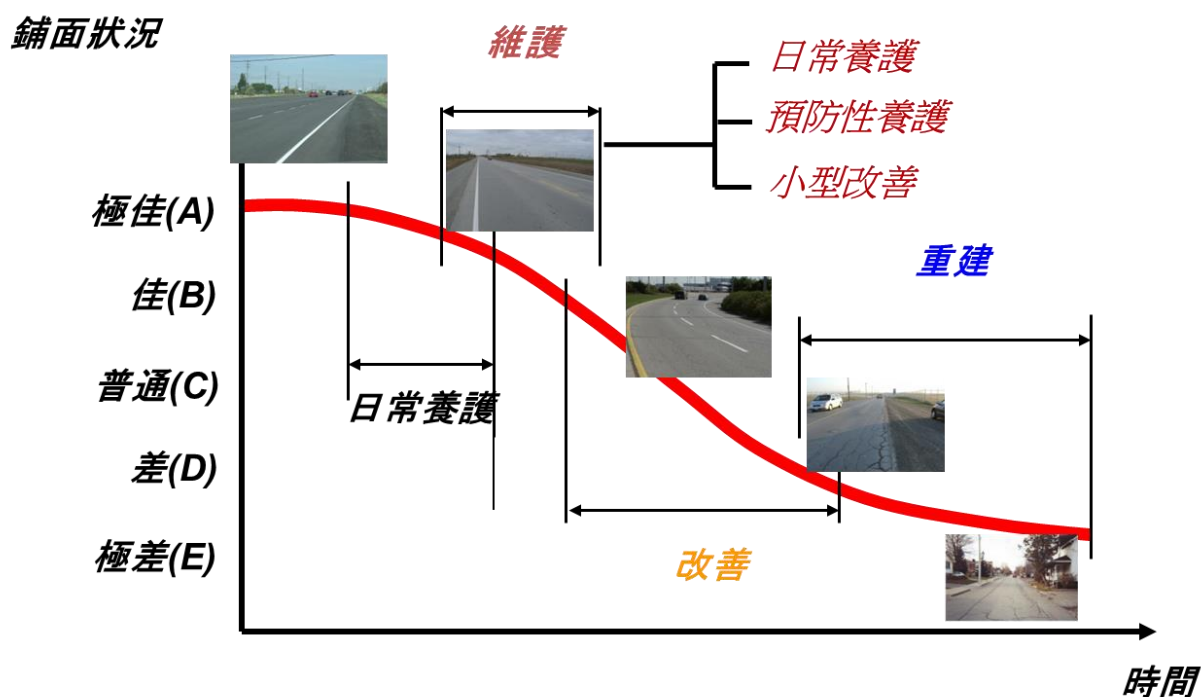 鋪面狀況
維護
日常養護
預防性養護
小型改善
極佳(A)
重建
佳(B)
普通(C)
日常養護
差(D)
極差(E)
改善
時間